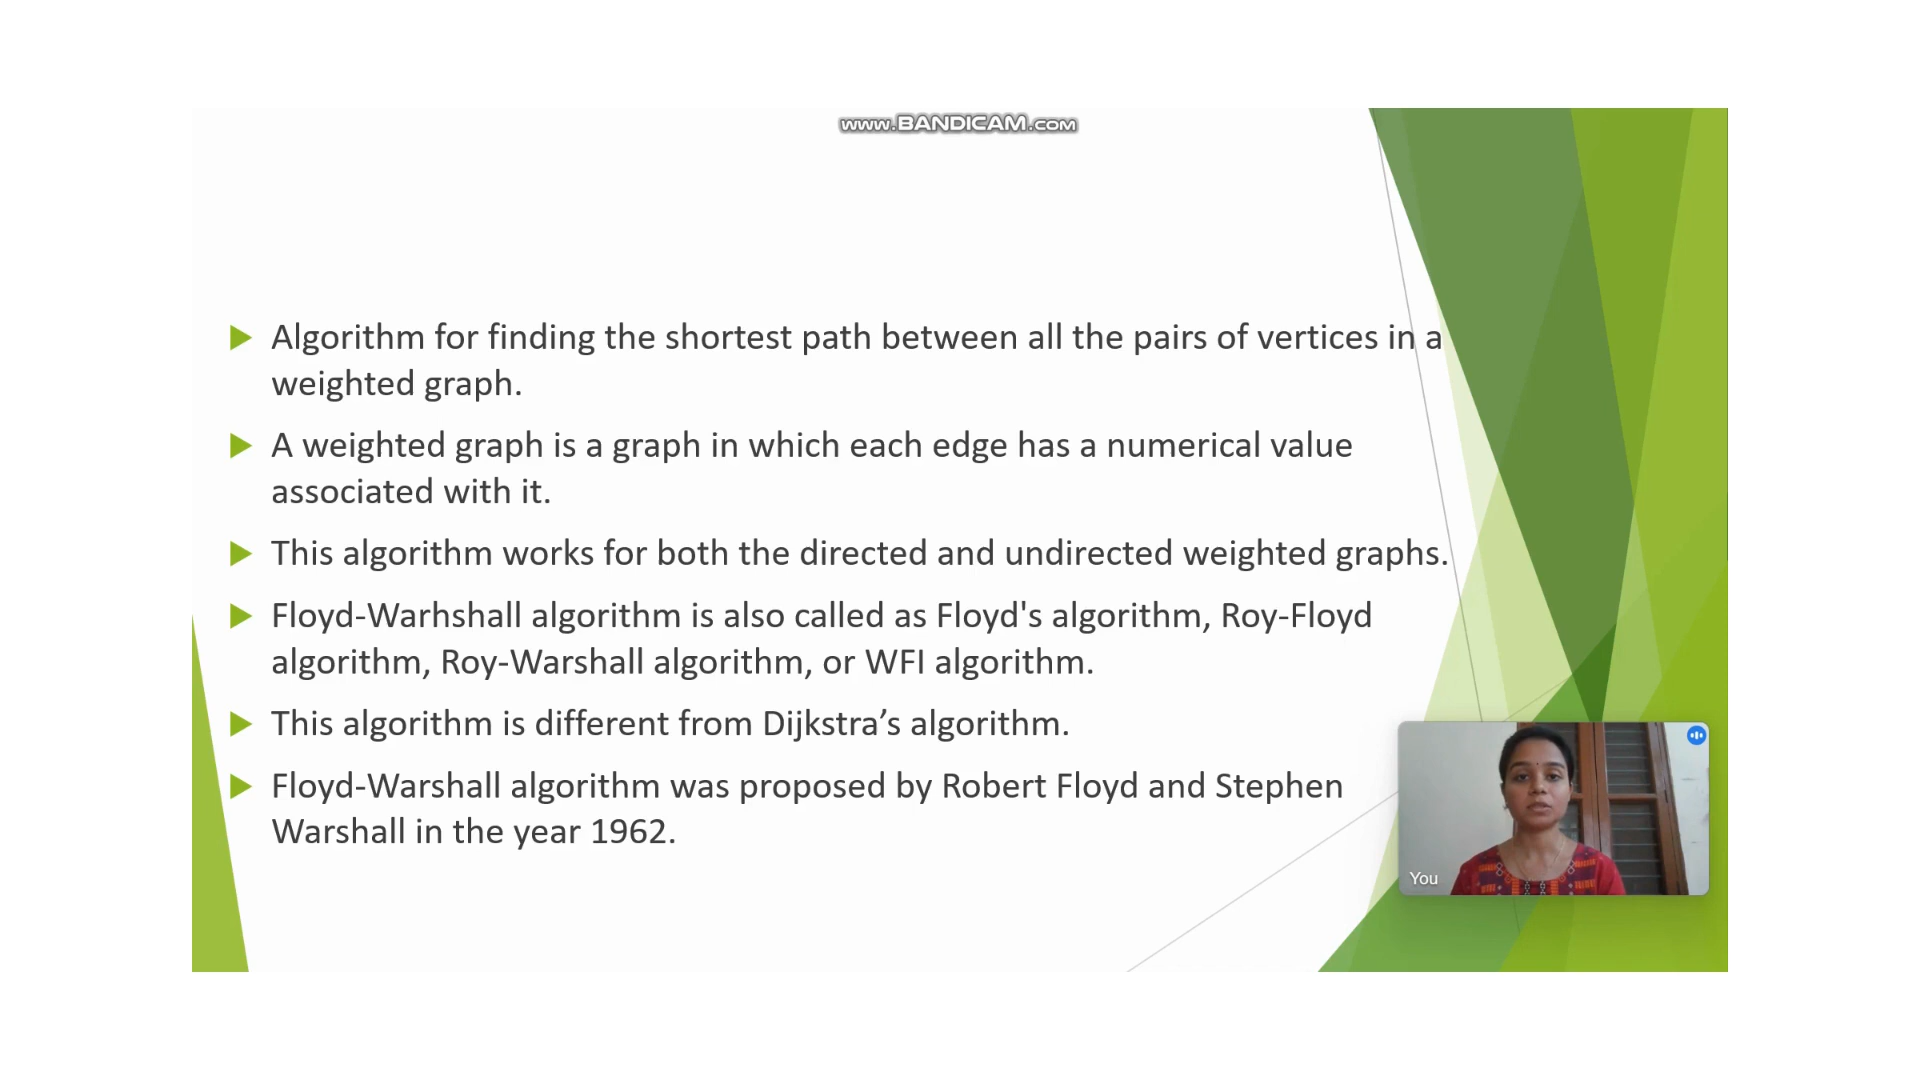 www.BANDICAM.com
Algorithm for finding the shortest path between all the pairs of vertices in a
weighted graph.
A weighted graph is a graph in which each edge has a numerical value
associated with it.
This algorithm works for both the directed and undirected weighted graphs.
Floyd-Warhshall algorithm is also called as Floyd's algorithm, Roy-Floyd
algorithm, Roy-Warshall algorithm, or WFI algorithm.
This algorithm is different from Dijkstra’s algorithm.
Floyd-Warshall algorithm was proposed by Robert Floyd and Stephen
Warshall in the year 1962.
You